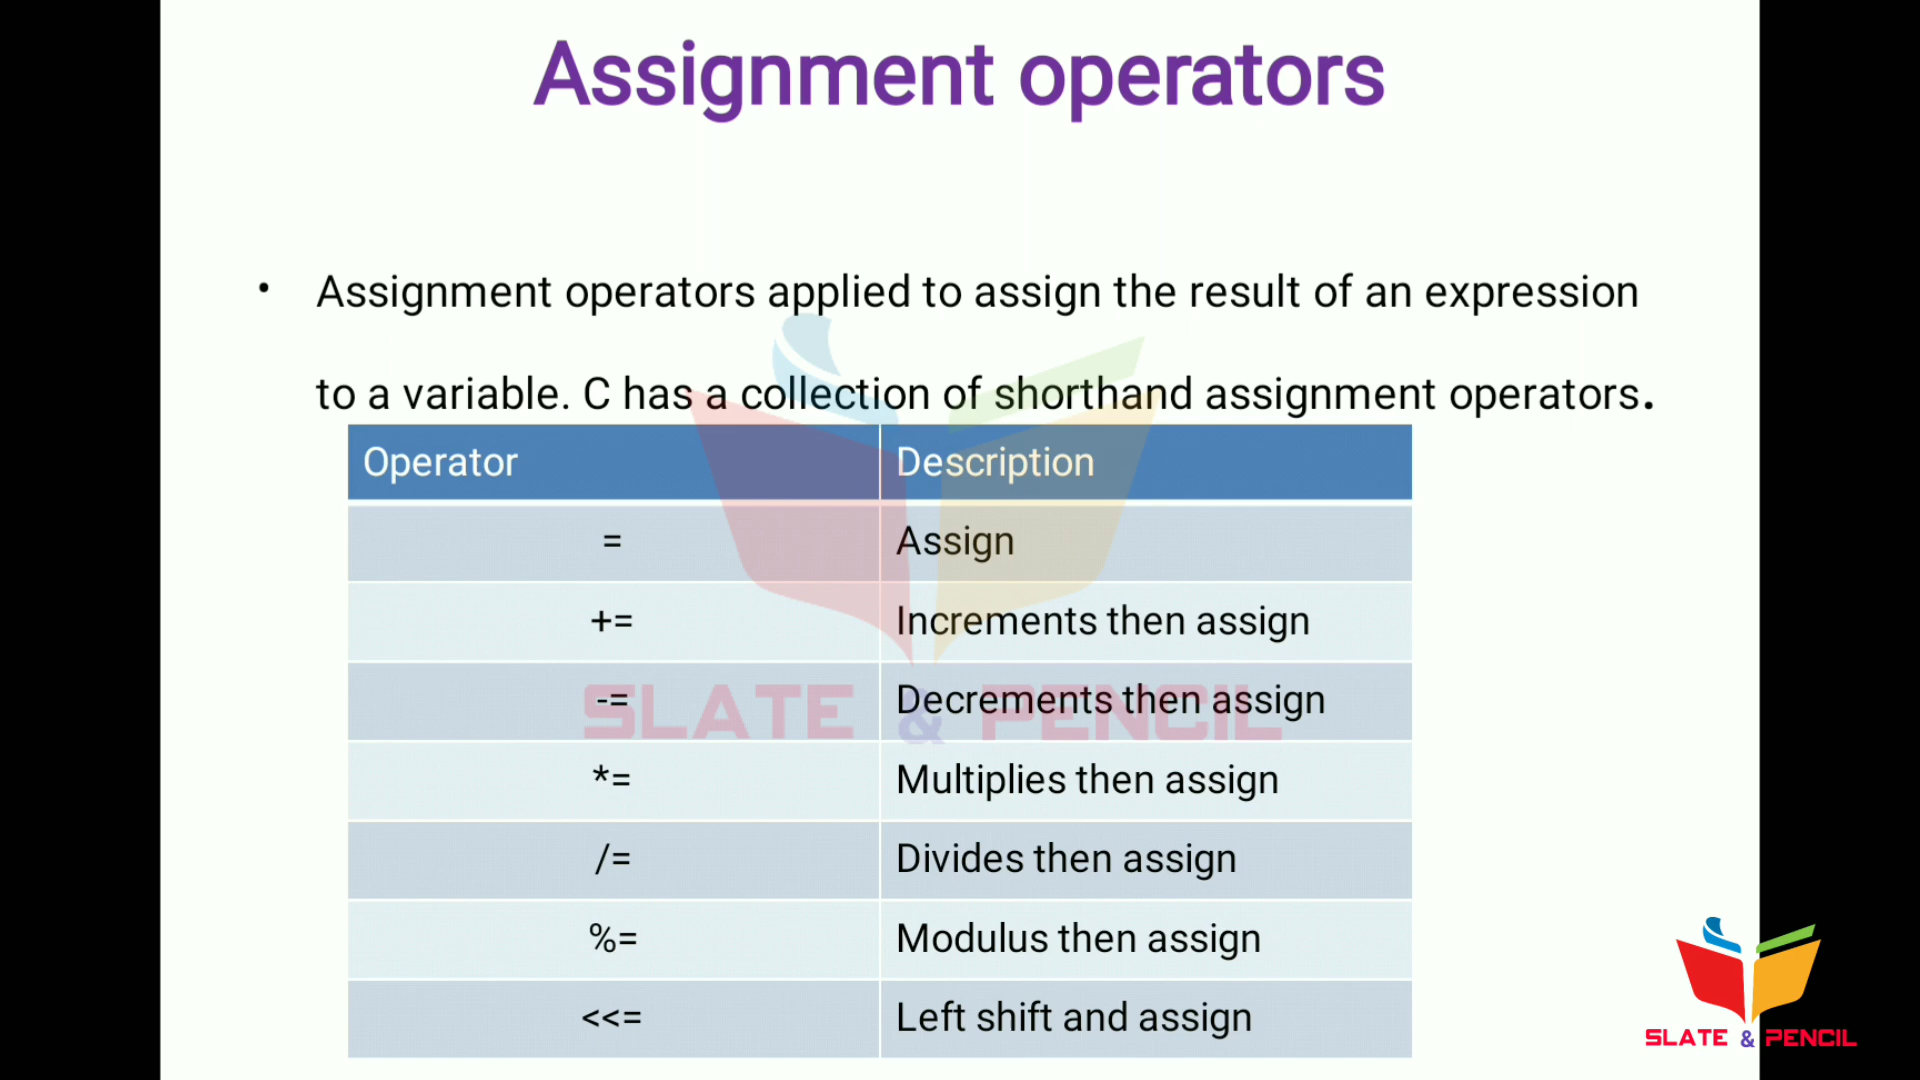 Assignment operators
• Assignment operators applied to assign the result of an expression
to a variable. C has a collection of shorthand assignment operators.
Operator Description
= Assign
+= Increments then assign
-= Decrements then assign
*= Multiplies then assign
/= Divides then assign
%= Modulus then assign
<<= Left shift and assign
SLATE & PENCIL
SLATE & PENCIL